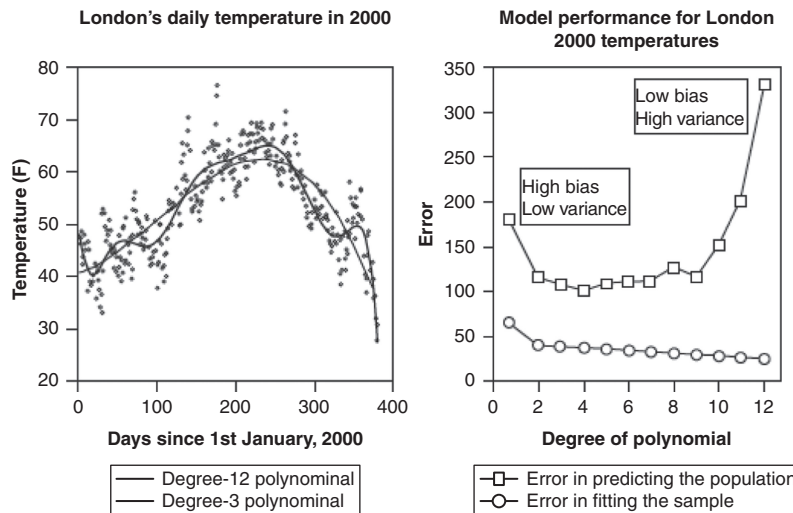 London's daily temperature in 2000
80
70
60
50
40
30
20
Temperature (F)
0
100
200
300
400
Days since 1st January, 2000
Degree-12 polynominal
Degree-3 polynominal
Model performance for London
2000 temperatures
350
300
250
200
150
100
50
0
Error
Low bias
High variance
High bias
Low variance
0
2
4
6
8
10
12
Degree of polynomial
Error in predicting the population
Error in fitting the sample